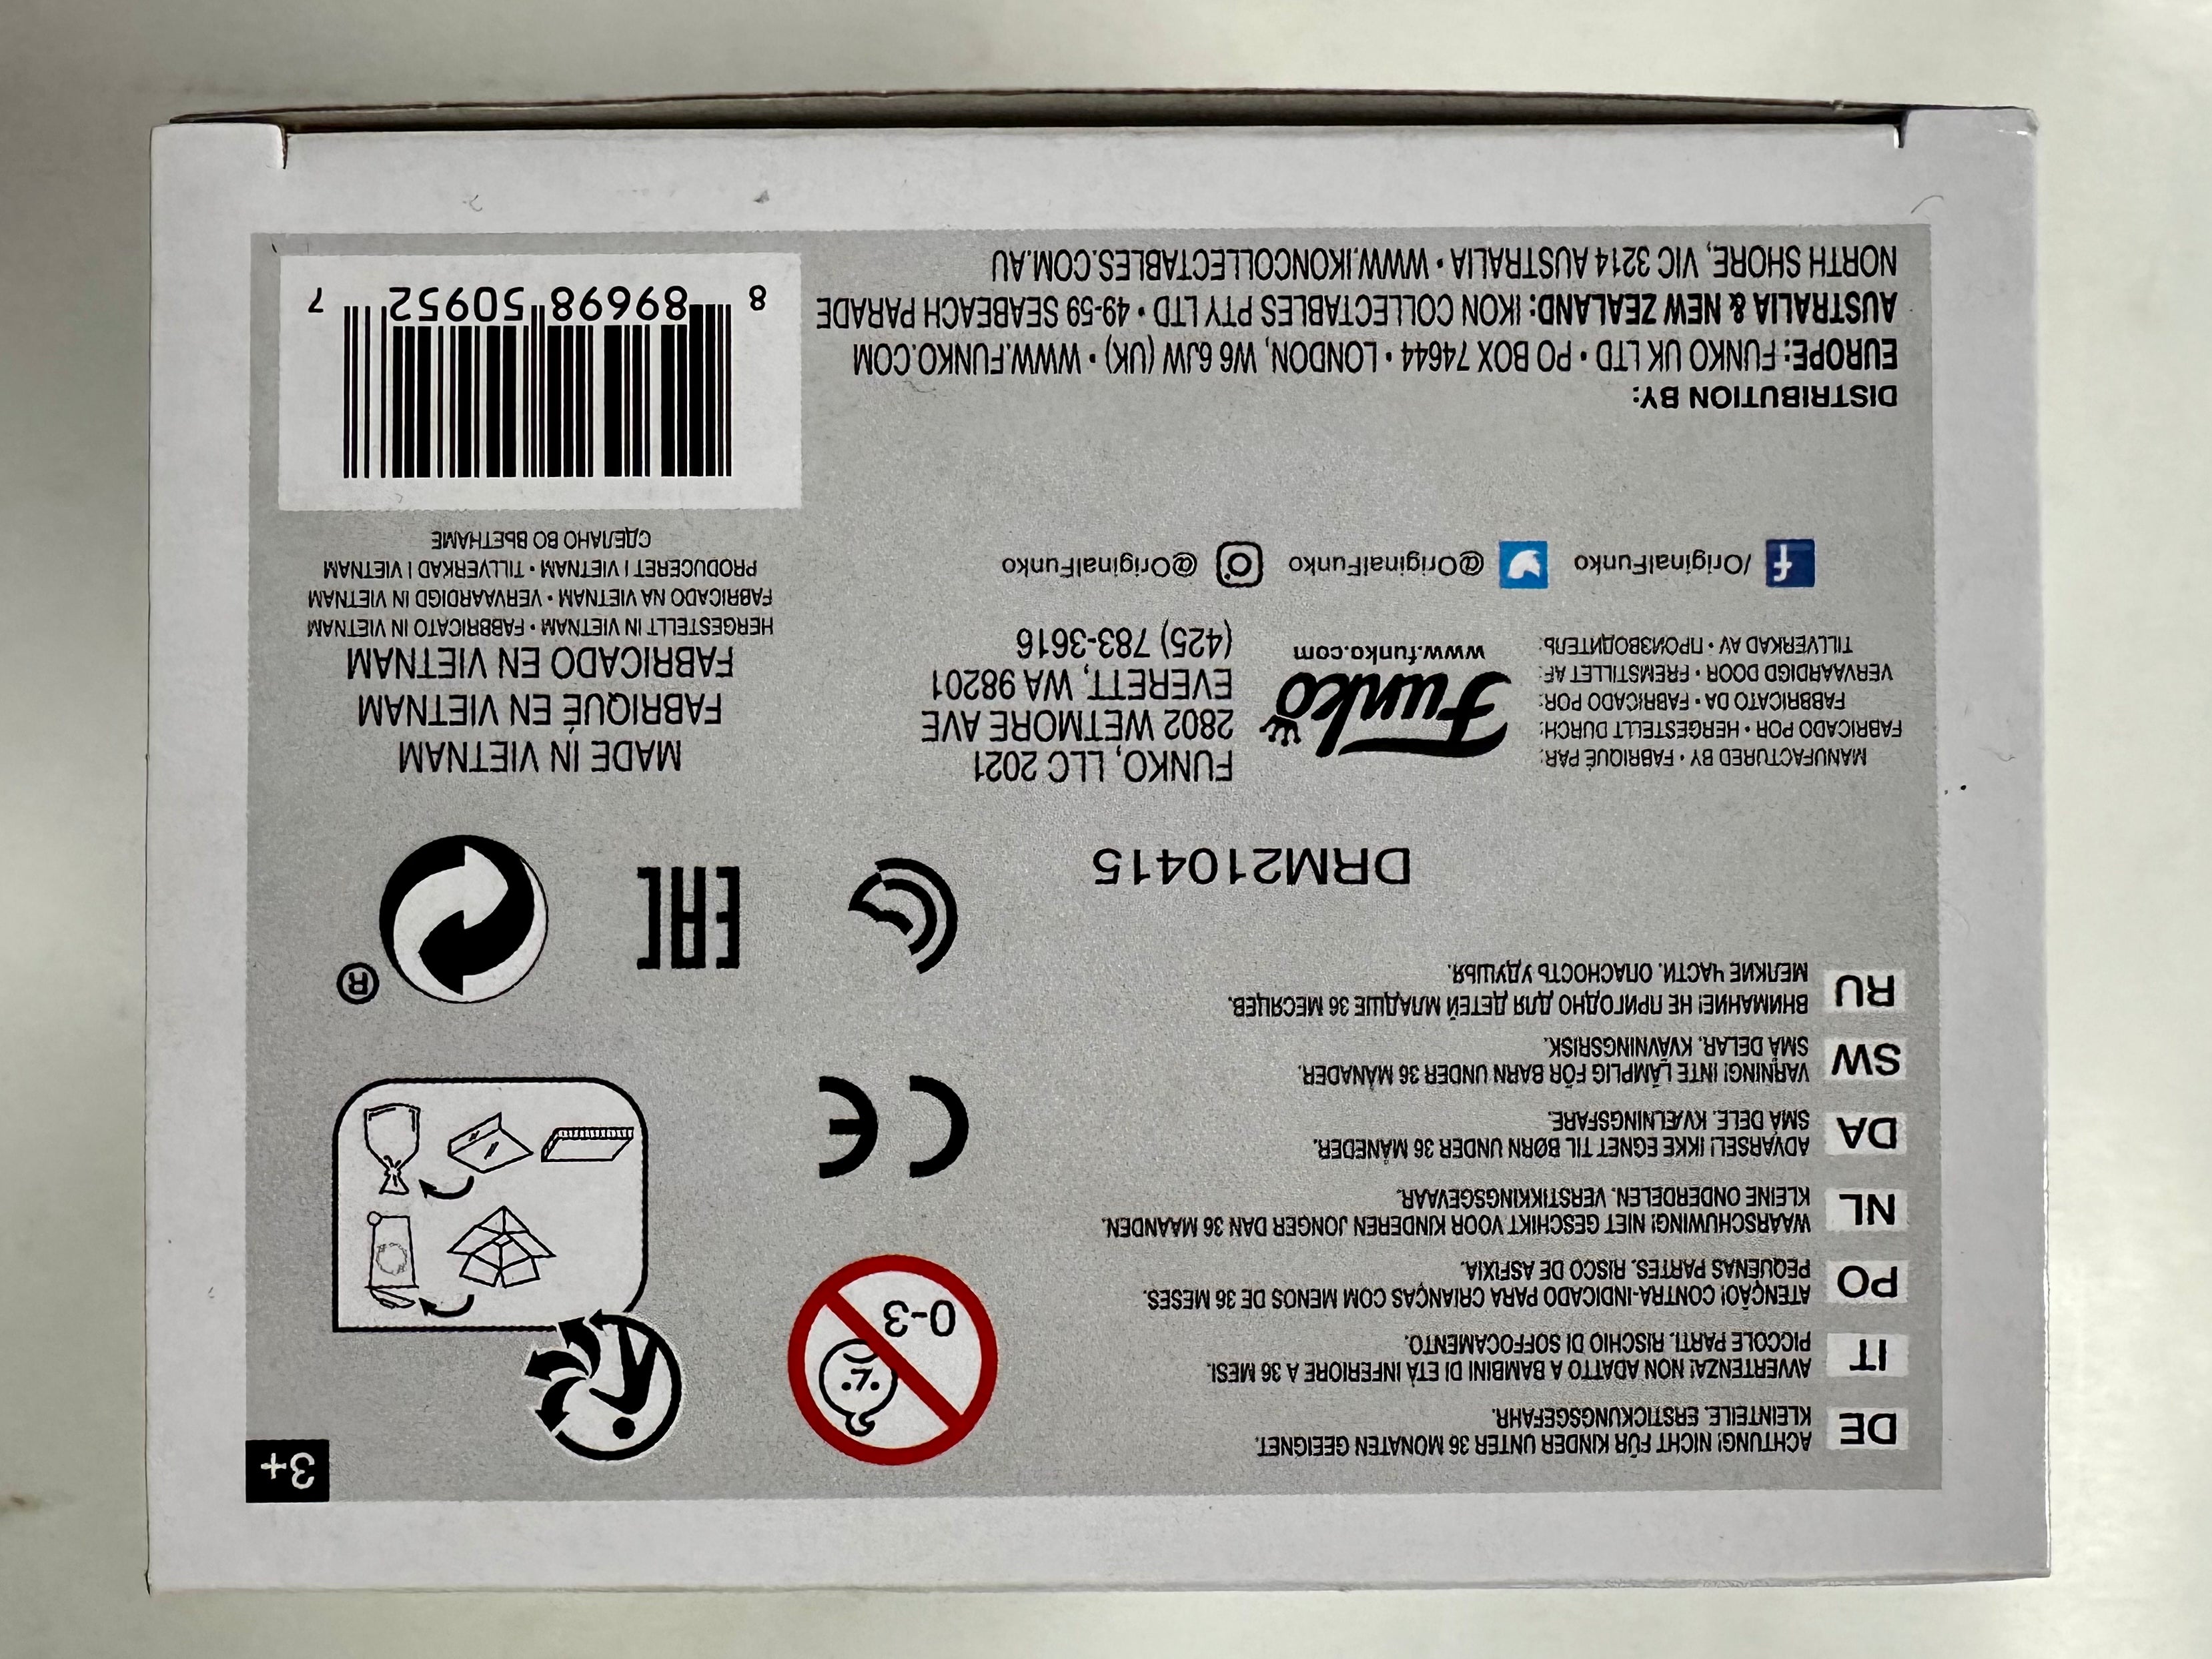 3+
DE
ACHTUNG! NICHT FÜR KINDER UNTER 36 MONATEN GEEIGNET.
KLEINTEILE. ERSTICKUNGSGEFAHR.
IT
AVVERTENZA! NON ADATTO A BAMBINI DI ETÀ INFERIORE A 36 MESI.
PICCOLE PARTI. RISCHIO DI SOFFOCAMENTO.
PO
ATENÇÃO! CONTRA-INDICADO PARA CRIANÇAS COM MENOS DE 36 MESES.
PEQUENAS PARTES. RISCO DE ASFIXIA.
NL
WAARSCHUWING! NIET GESCHIKT VOOR KINDEREN JONGER DAN 36 MAANDEN.
KLEINE ONDERDELEN. VERSTIKKINGSGEVAAR.
DA
ADVARSEL! IKKE EGNET TIL BØRN UNDER 36 MÅNEDER.
SMÅ DELE. KVÆLNINGSFARE.
SW
VARNING! INTE LÄMPLIG FÖR BARN UNDER 36 MÅNADER.
SMÅ DELAR. KVÄVNINGSRISK.
RU
ВНИМАНИЕ! НЕ ПРИГОДНО ДЛЯ ДЕТЕЙ МЛАДШЕ 36 МЕСЯЦЕВ.
МЕЛКИЕ ЧАСТИ. ОПАСНОСТЬ УДУШЬЯ.
0-3
CE
EAC
®
DRM210415
MANUFACTURED BY • FABRIQUÉ PAR:
FABRICADO POR • HERGESTELLT DURCH:
FABBRICATO DA • FABRICADO POR:
VERVAARDIGD DOOR • FREMSTILLET AF:
TILLVERKAD AV • ПРОИЗВОДИТЕЛЬ:
Funko
www.funko.com
FUNKO, LLC 2021
2802 WETMORE AVE
EVERETT, WA 98201
(425) 783-3616
/OriginalFunko
@OriginalFunko
@OriginalFunko
MADE IN VIETNAM
FABRIQUÉ EN VIETNAM
FABRICADO EN VIETNAM
HERGESTELLT IN VIETNAM • FABBRICATO IN VIETNAM
FABRICADO NA VIETNAM • VERVAARDIGD IN VIETNAM
PRODUCERET I VIETNAM • TILLVERKAD I VIETNAM
СДЕЛАНО ВО ВЬЕТНАМЕ
DISTRIBUTION BY:
EUROPE: FUNKO UK LTD • PO BOX 74644 • LONDON, W6 6JW (UK) • WWW.FUNKO.COM
AUSTRALIA & NEW ZEALAND: IKON COLLECTABLES PTY LTD • 49-59 SEABEACH PARADE
NORTH SHORE, VIC 3214 AUSTRALIA • WWW.IKONCOLLECTABLES.COM.AU
8 89698 50952 7